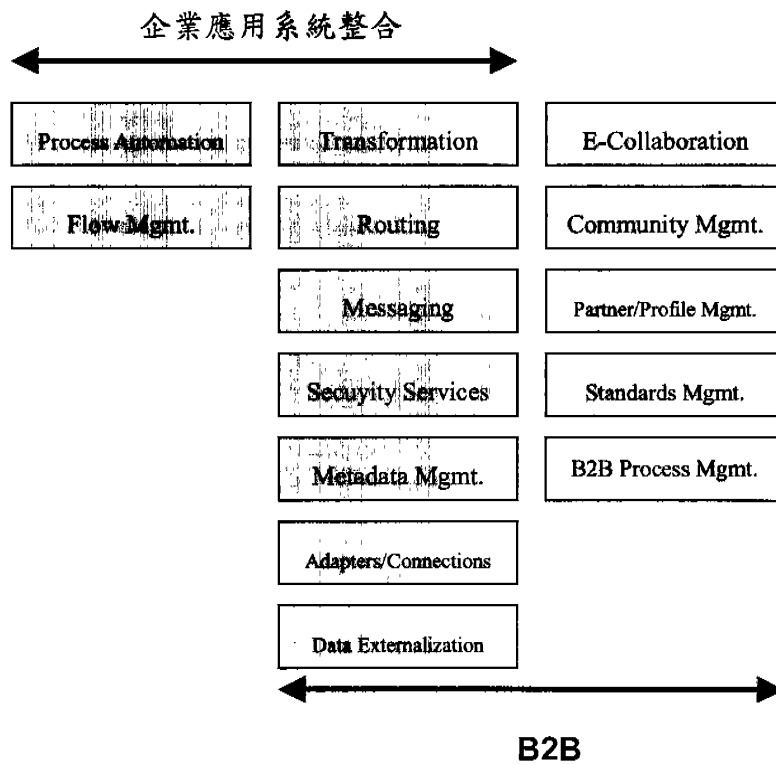 企業應用系統整合
Process Automation
Transformation
E-Collaboration
Flow Mgmt.
Routing
Community Mgmt.
Messaging
Partner/Profile Mgmt.
Secuyity Services
Standards Mgmt.
Metadada Mgmt.
B2B Process Mgmt.
Adapters/Connections
Data Externalization
B2B